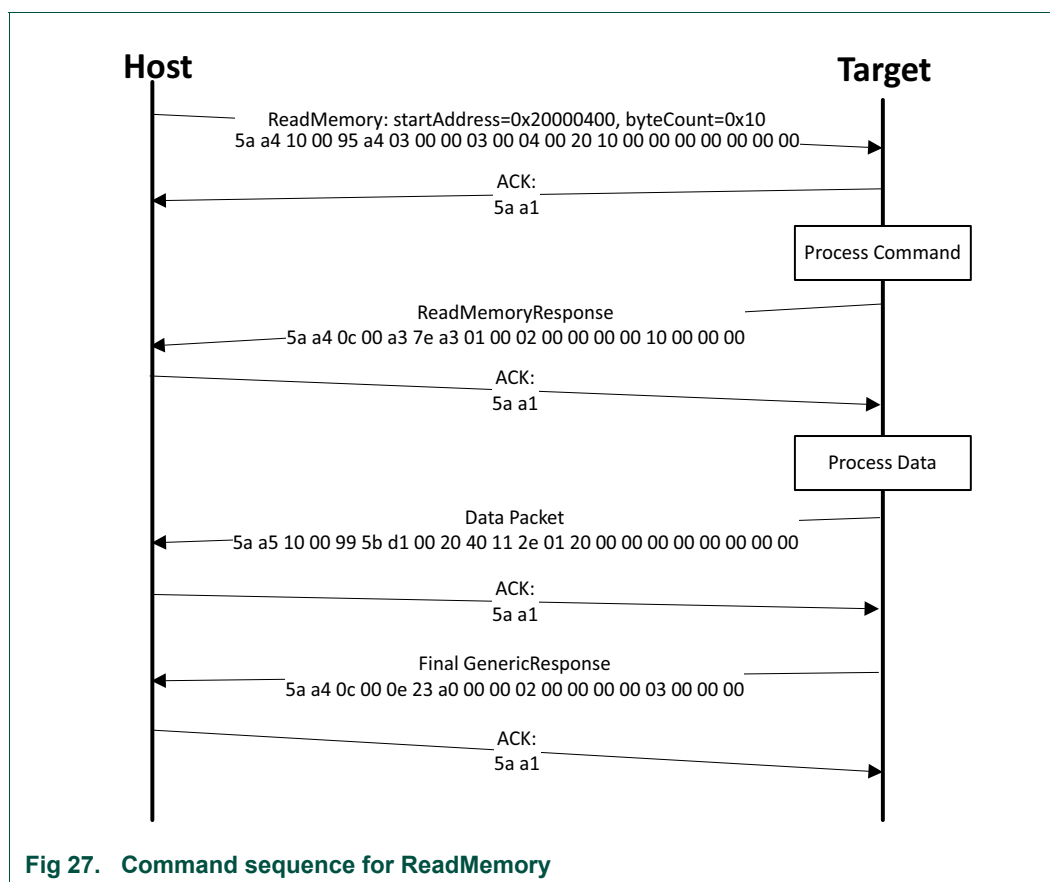 Host
Target
ReadMemory: startAddress=0x20000400, byteCount=0x10
5a a4 10 00 95 a4 03 00 00 03 00 04 00 20 10 00 00 00 00 00 00 00
ACK:
5a a1
Process Command
ReadMemoryResponse
5a a4 0c 00 a3 7e a3 01 00 02 00 00 00 00 10 00 00 00
ACK:
5a a1
Process Data
Data Packet
5a a5 10 00 99 5b d1 00 20 40 11 2e 01 20 00 00 00 00 00 00 00 00
ACK:
5a a1
Final GenericResponse
5a a4 0c 00 0e 23 a0 00 00 02 00 00 00 00 03 00 00 00
ACK:
5a a1
Fig 27. Command sequence for ReadMemory